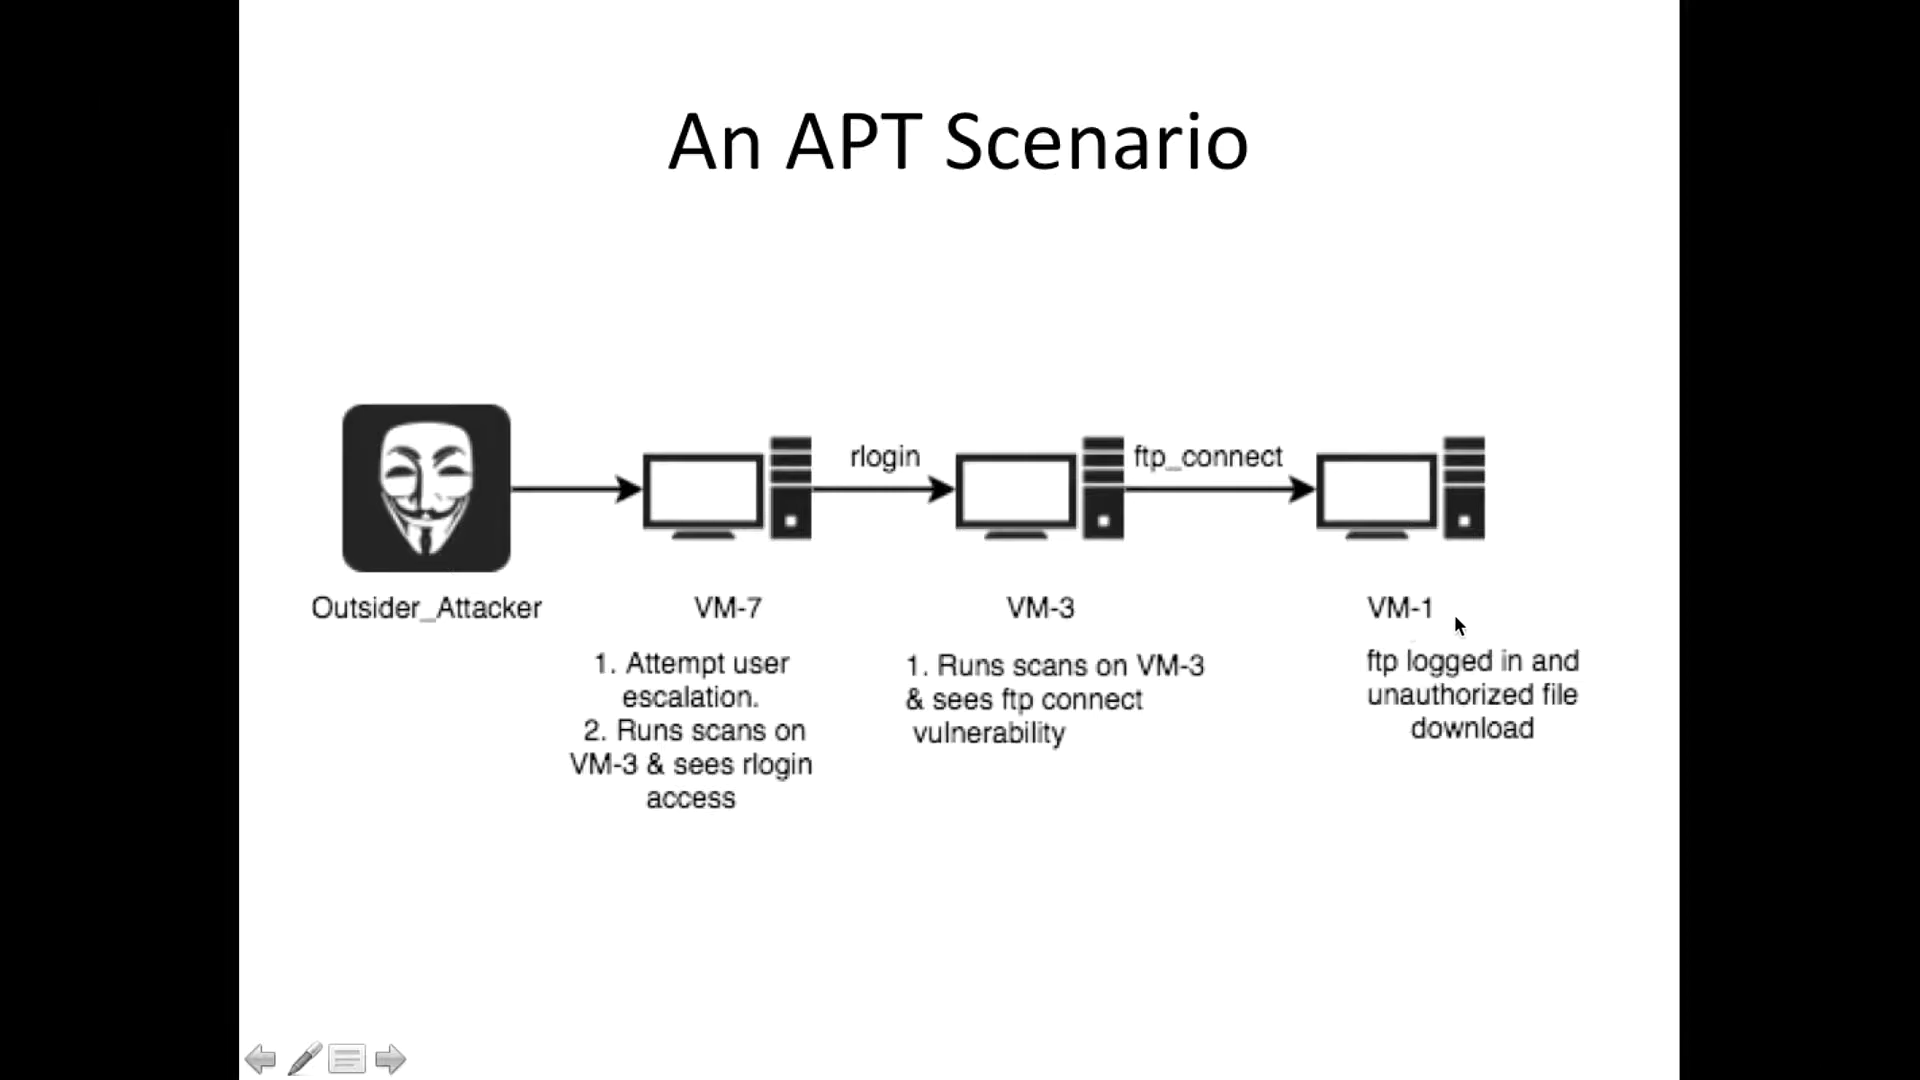 An APT Scenario
rlogin
ftp_connect
Outsider_Attacker
VM-7
VM-3
VM-1
1. Attempt user
escalation.
2. Runs scans on
VM-3 & sees rlogin
access
1. Runs scans on VM-3
& sees ftp connect
vulnerability
ftp logged in and
unauthorized file
download